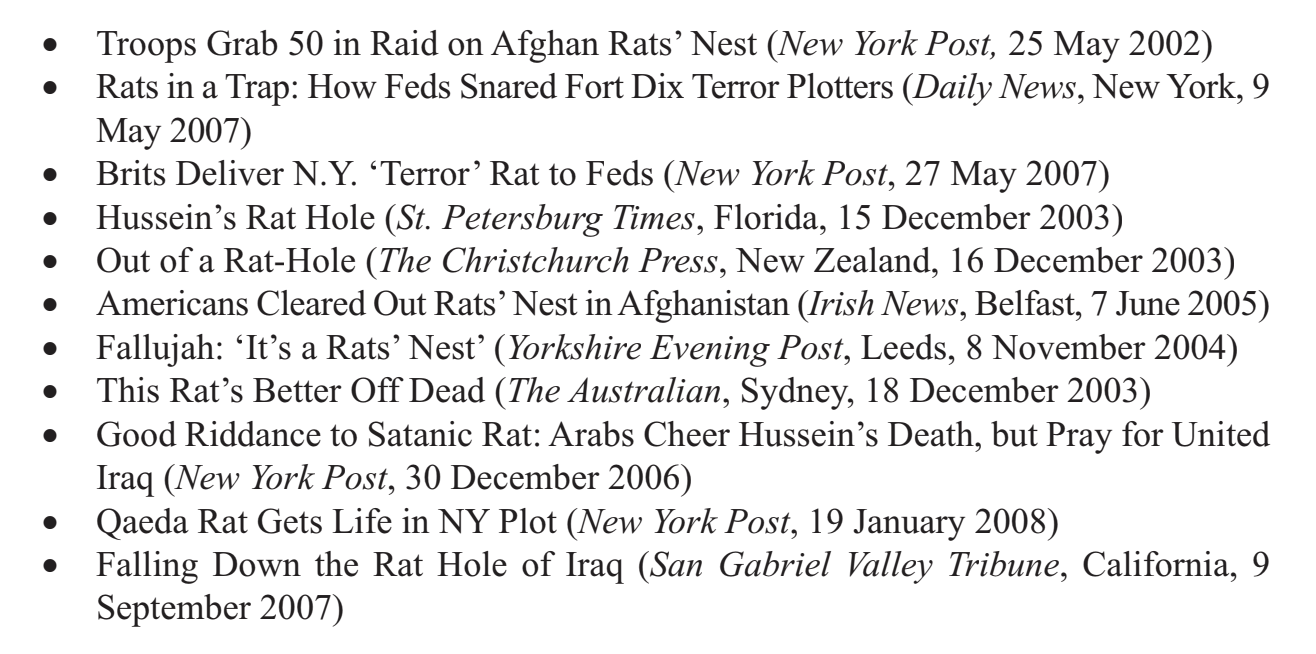 • Troops Grab 50 in Raid on Afghan Rats’ Nest (New York Post, 25 May 2002)
• Rats in a Trap: How Feds Snared Fort Dix Terror Plotters (Daily News, New York, 9
May 2007)
• Brits Deliver N.Y. ‘Terror’ Rat to Feds (New York Post, 27 May 2007)
• Hussein’s Rat Hole (St. Petersburg Times, Florida, 15 December 2003)
• Out of a Rat-Hole (The Christchurch Press, New Zealand, 16 December 2003)
• Americans Cleared Out Rats’ Nest in Afghanistan (Irish News, Belfast, 7 June 2005)
• Fallujah: ‘It’s a Rats’ Nest’ (Yorkshire Evening Post, Leeds, 8 November 2004)
• This Rat’s Better Off Dead (The Australian, Sydney, 18 December 2003)
• Good Riddance to Satanic Rat: Arabs Cheer Hussein’s Death, but Pray for United
Iraq (New York Post, 30 December 2006)
• Qaeda Rat Gets Life in NY Plot (New York Post, 19 January 2008)
• Falling Down the Rat Hole of Iraq (San Gabriel Valley Tribune, California, 9
September 2007)